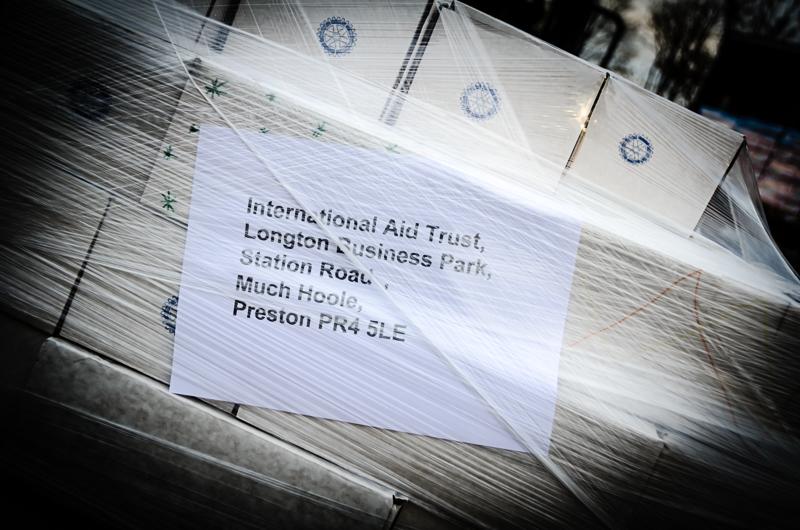 International Aid Trust,
Longton Business Park,
Station Road,
Much Hoole,
Preston PR4 5LE